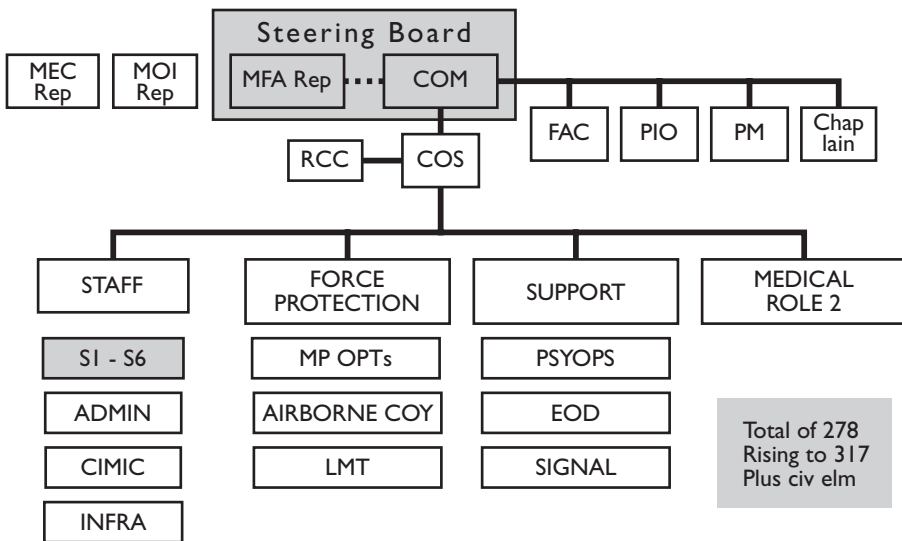 Steering Board
MEC
Rep
MOI
Rep
MFA Rep
COM
FAC
PIO
PM
Chap
lain
RCC
COS
STAFF
FORCE
PROTECTION
SUPPORT
MEDICAL
ROLE 2
S1 - S6
MP OPTs
PSYOPS
ADMIN
AIRBORNE COY
EOD
CIMIC
LMT
SIGNAL
INFRA
Total of 278
Rising to 317
Plus civ elm